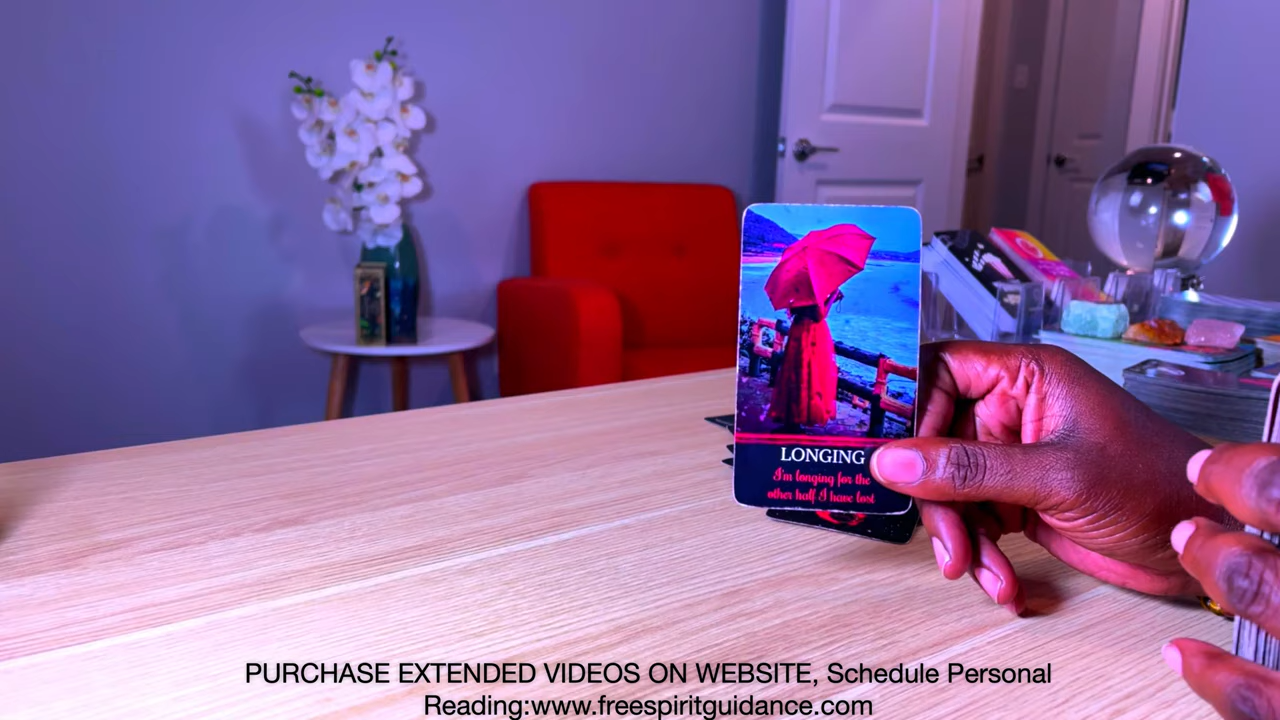 LONGING
I'm longing for the
other half I have lost
PURCHASE EXTENDED VIDEOS ON WEBSITE, Schedule Personal
Reading:www.freespiritguidance.com